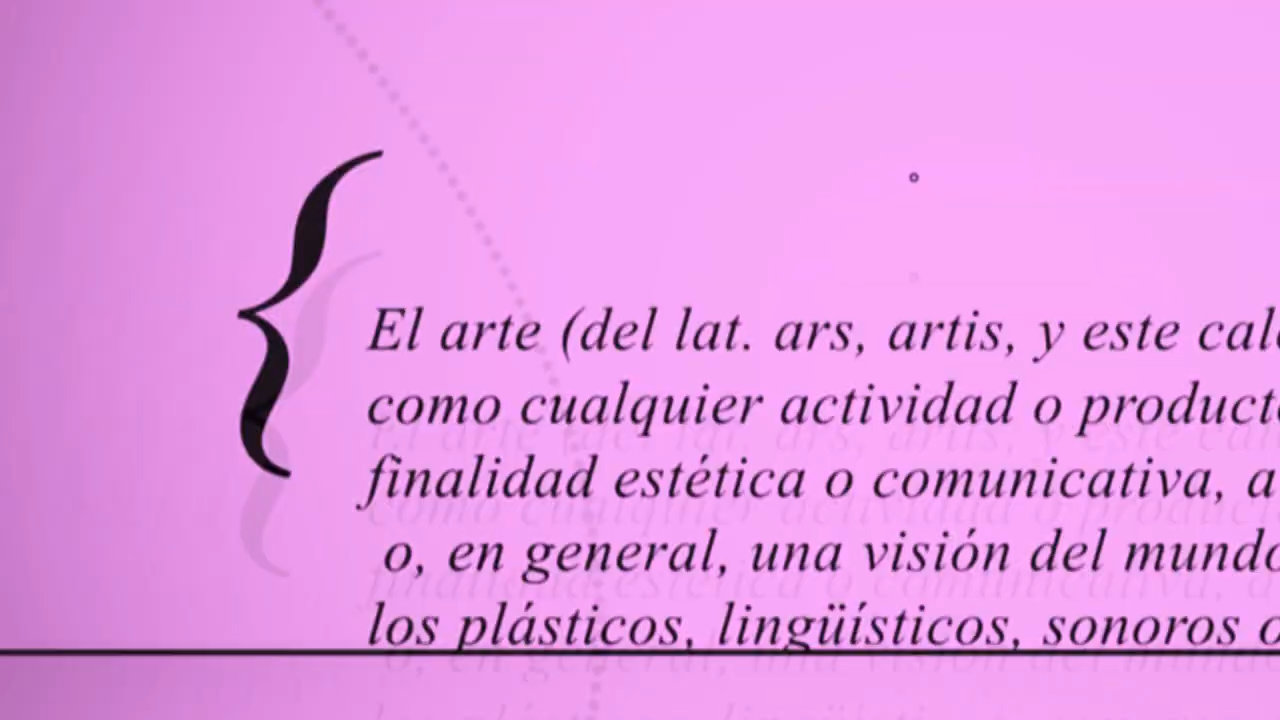 El arte (del lat. ars, artis, y este
como cualquier actividad o
finalidad estética o comunicativa,
o, en general, una visión del
los plásticos, lingüísticos, sonoros